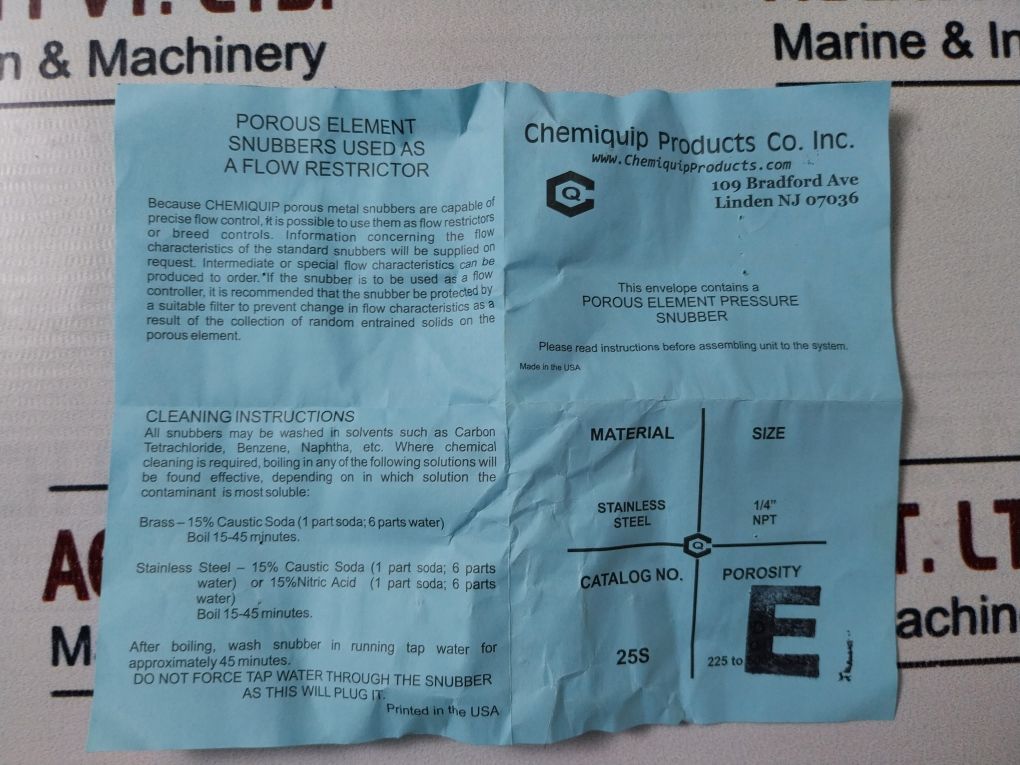 n & Machinery
Marine & In
POROUS ELEMENT
SNUBBERS USED AS
A FLOW RESTRICTOR
Because CHEMIQUIP porous metal snubbers are capable of
precise flow control, it is possible to use them as flow restrictors
or breed controls. Information concerning the flow
characteristics of the standard snubbers will be supplied on
request. Intermediate or special flow characteristics can be
produced to order.*If the snubber is to be used as a flow
controller, it is recommended that the snubber be protected by
a suitable filter to prevent change in flow characteristics as a
result of the collection of random entrained solids on the
porous element.
CLEANING INSTRUCTIONS
All snubbers may be washed in solvents such as Carbon
Tetrachloride, Benzene, Naphtha, etc. Where chemical
cleaning is required, boiling in any of the following solutions will
be found effective, depending on in which solution the
contaminant is most soluble:
Brass – 15% Caustic Soda (1 part soda; 6 parts water)
Boil 15-45 minutes.
Stainless Steel – 15% Caustic Soda (1 part soda; 6 parts
water) or 15%Nitric Acid (1 part soda; 6 parts
water)
Boil 15-45 minutes.
After boiling, wash snubber in running tap water for
approximately 45 minutes.
DO NOT FORCE TAP WATER THROUGH THE SNUBBER
AS THIS WILL PLUG IT.
Printed in the USA
Chemiquip Products Co. Inc.
www.ChemiquipProducts.com
Q
109 Bradford Ave
Linden NJ 07036
This envelope contains a
POROUS ELEMENT PRESSURE
SNUBBER
Please read instructions before assembling unit to the system.
Made in the USA
MATERIAL
STAINLESS
STEEL
SIZE
1/4"
NPT
Q
CATALOG NO.
25S
POROSITY
225 to
E
T. LT
achin